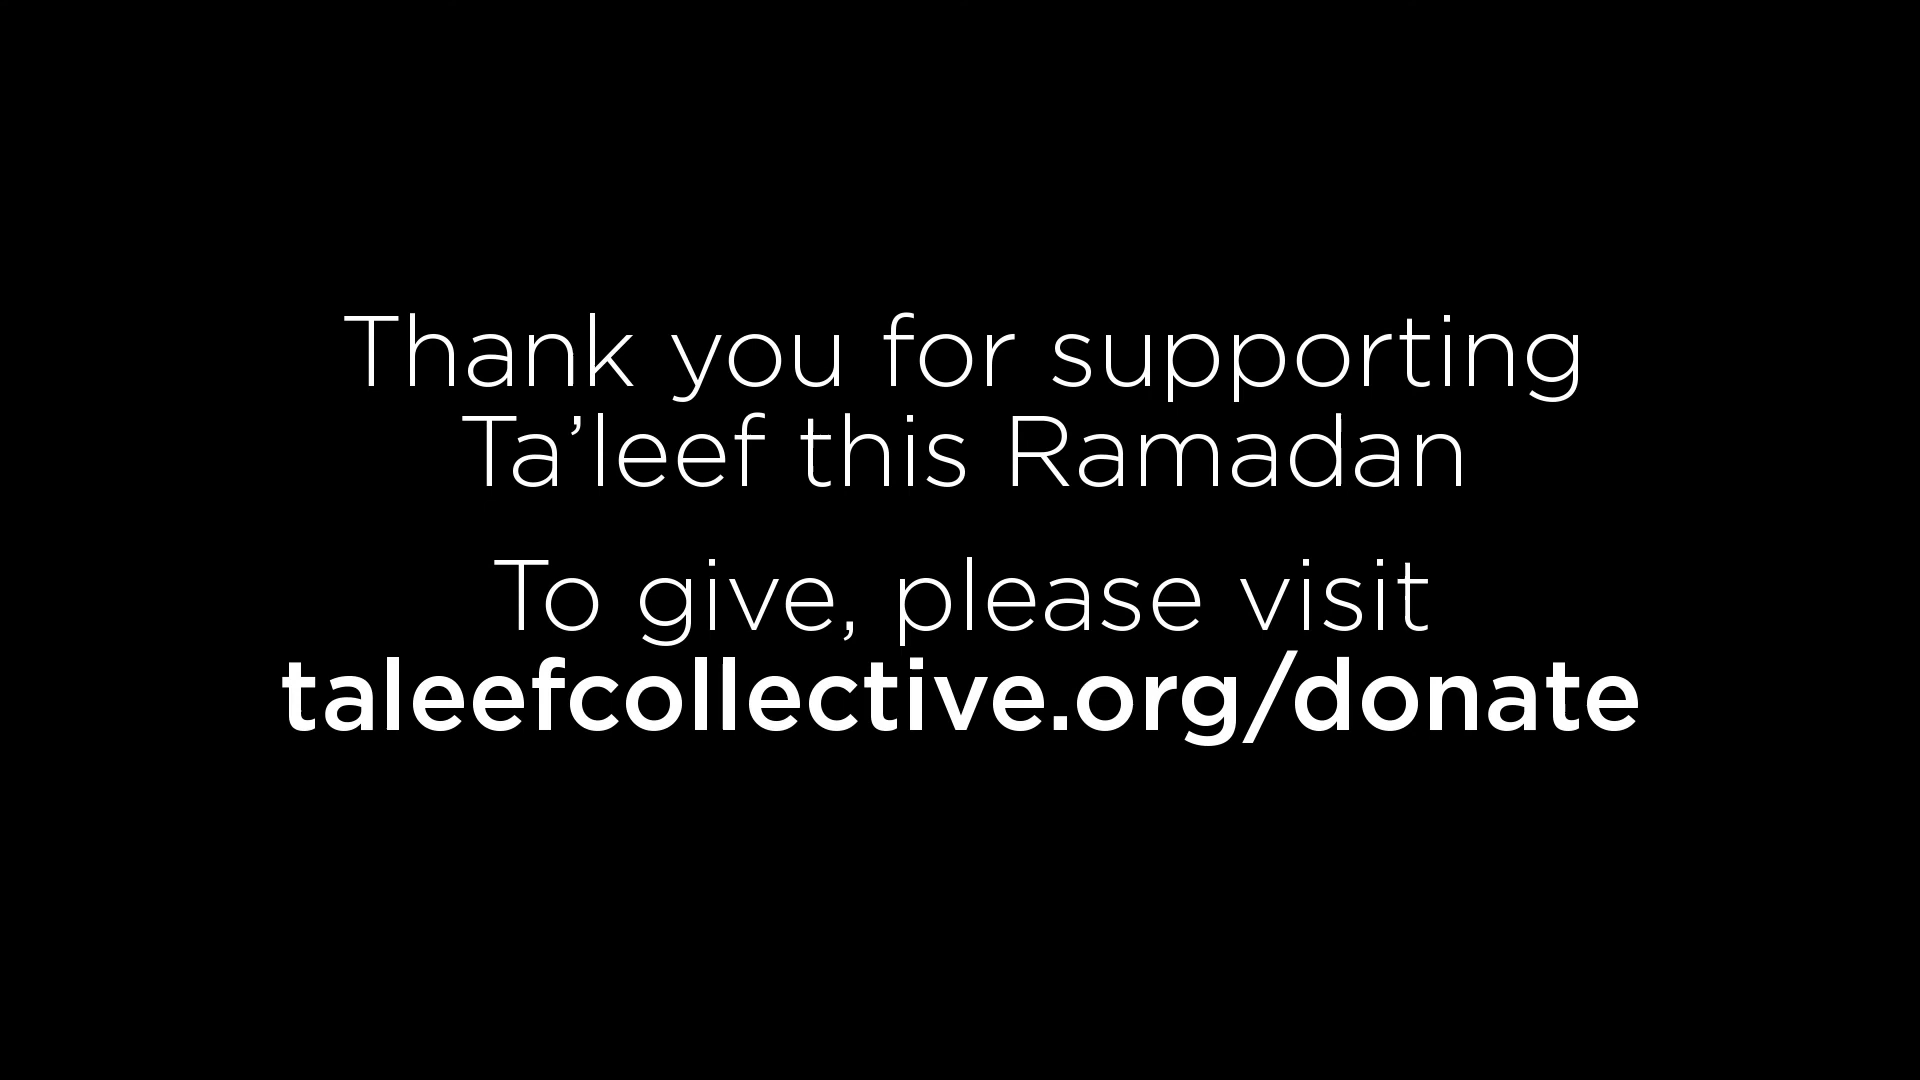 Thank you for supporting
Ta’leef this Ramadan
To give, please visit
taleefcollective.org/donate